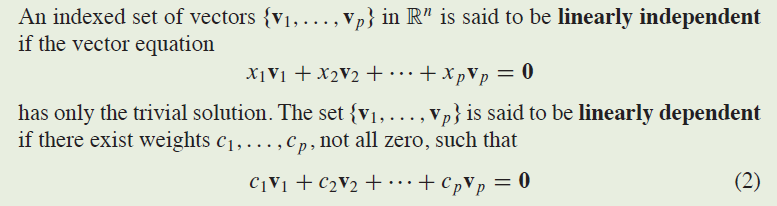 An indexed set of vectors {v₁, . . . , vₚ} in ℝⁿ is said to be linearly independent
if the vector equation
x₁v₁ + x₂v₂ + ⋯ + xₚvₚ = 0
has only the trivial solution. The set {v₁, . . . , vₚ} is said to be linearly dependent
if there exist weights c₁, . . . , cₚ, not all zero, such that
c₁v₁ + c₂v₂ + ⋯ + cₚvₚ = 0 (2)